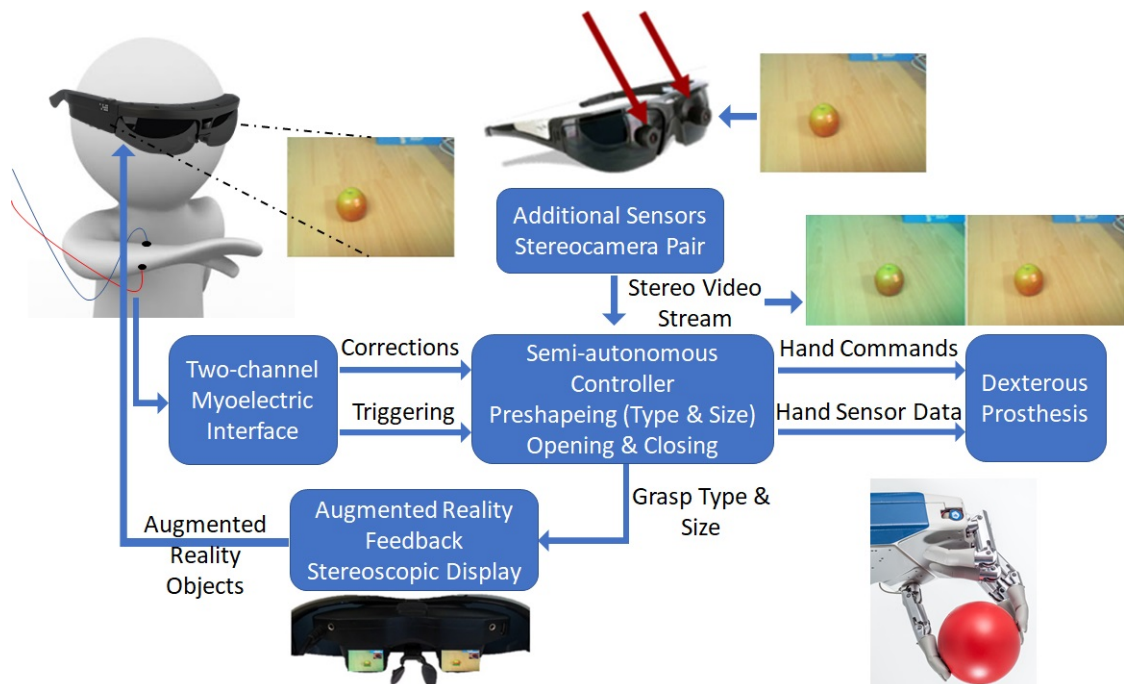 Additional Sensors
Stereocamera Pair
Stereo Video
Stream
Two-channel
Myoelectric
Interface
Corrections
Triggering
Semi-autonomous
Controller
Preshapeing (Type & Size)
Opening & Closing
Hand Commands
Hand Sensor Data
Dexterous
Prosthesis
Grasp Type &
Size
Augmented Reality
Feedback
Stereoscopic Display
Augmented
Reality
Objects